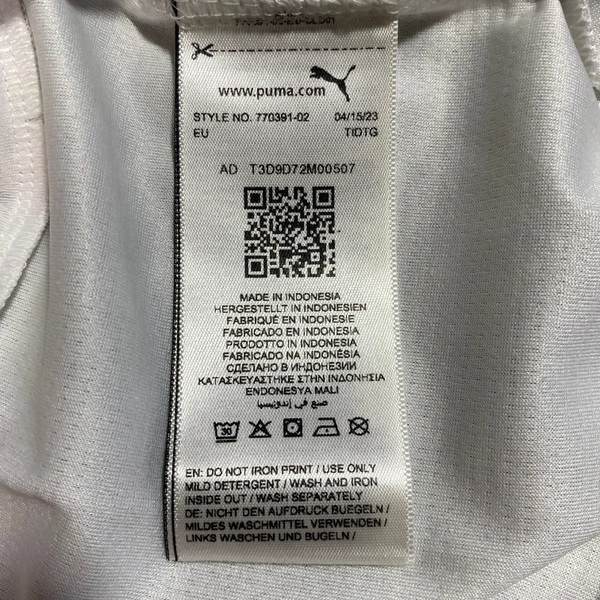 www.puma.com
STYLE NO. 770391-02 04/15/23
EU TIDTG
AD T3D9D72M00507
MADE IN INDONESIA
HERGESTELLT IN INDONESIEN
FABRIQUÉ EN INDONESIE
FABRICADO EN INDONESIA
PRODOTTO IN INDONESIA
FABRICADO NA INDONÉSIA
СДЕЛАНО В ИНДОНЕЗИИ
ΚΑΤΑΣΚΕΥΑΣΤΗΚΕ ΣΤΗΝ ΙΝΔΟΝΗΣΙΑ
ENDONESYA MALI
صنع في إندونيسيا
30
EN: DO NOT IRON PRINT / USE ONLY
MILD DETERGENT / WASH AND IRON
INSIDE OUT / WASH SEPARATELY
DE: NICHT DEN AUFDRUCK BUEGELN /
MILDES WASCHMITTEL VERWENDEN /
LINKS WASCHEN UND BUGELN /